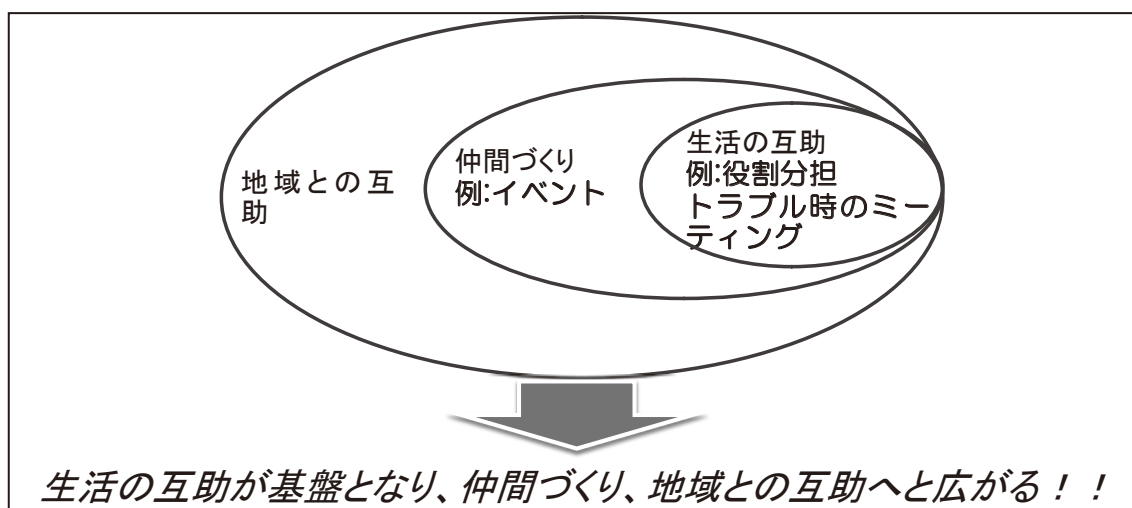 地域との互
助
仲間づくり
例:イベント
生活の互助
例:役割分担
トラブル時のミー
ティング
生活の互助が基盤となり、仲間づくり、地域との互助へと広がる！！